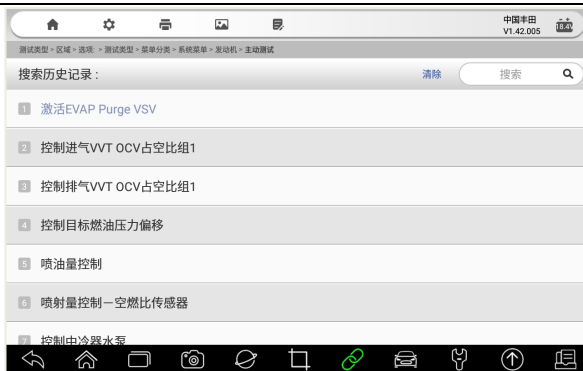 中国丰田
V1.42.005
18.4V
测试类型 > 区域 > 选项: > 测试类型 > 菜单分类 > 系统菜单 > 发动机 > 主动测试
搜索历史记录 :
清除
搜索
1 激活EVAP Purge VSV
2 控制进气VVT OCV占空比组1
3 控制排气VVT OCV占空比组1
4 控制目标燃油压力偏移
5 喷油量控制
6 喷射量控制－空燃比传感器
7 控制中冷器水泵